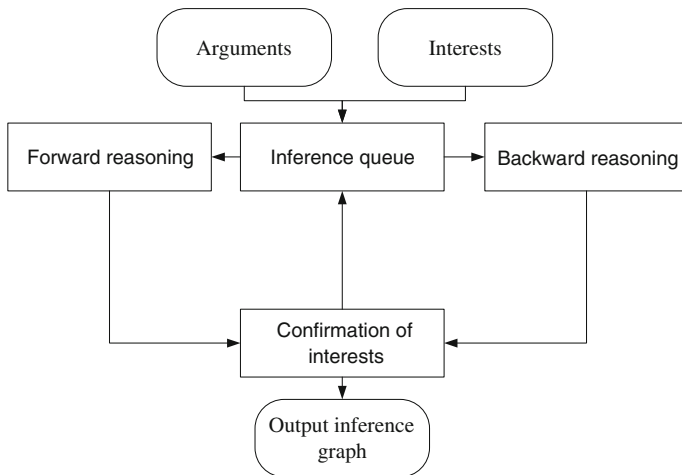 Arguments
Interests
Forward reasoning
Inference queue
Backward reasoning
Confirmation of
interests
Output inference
graph